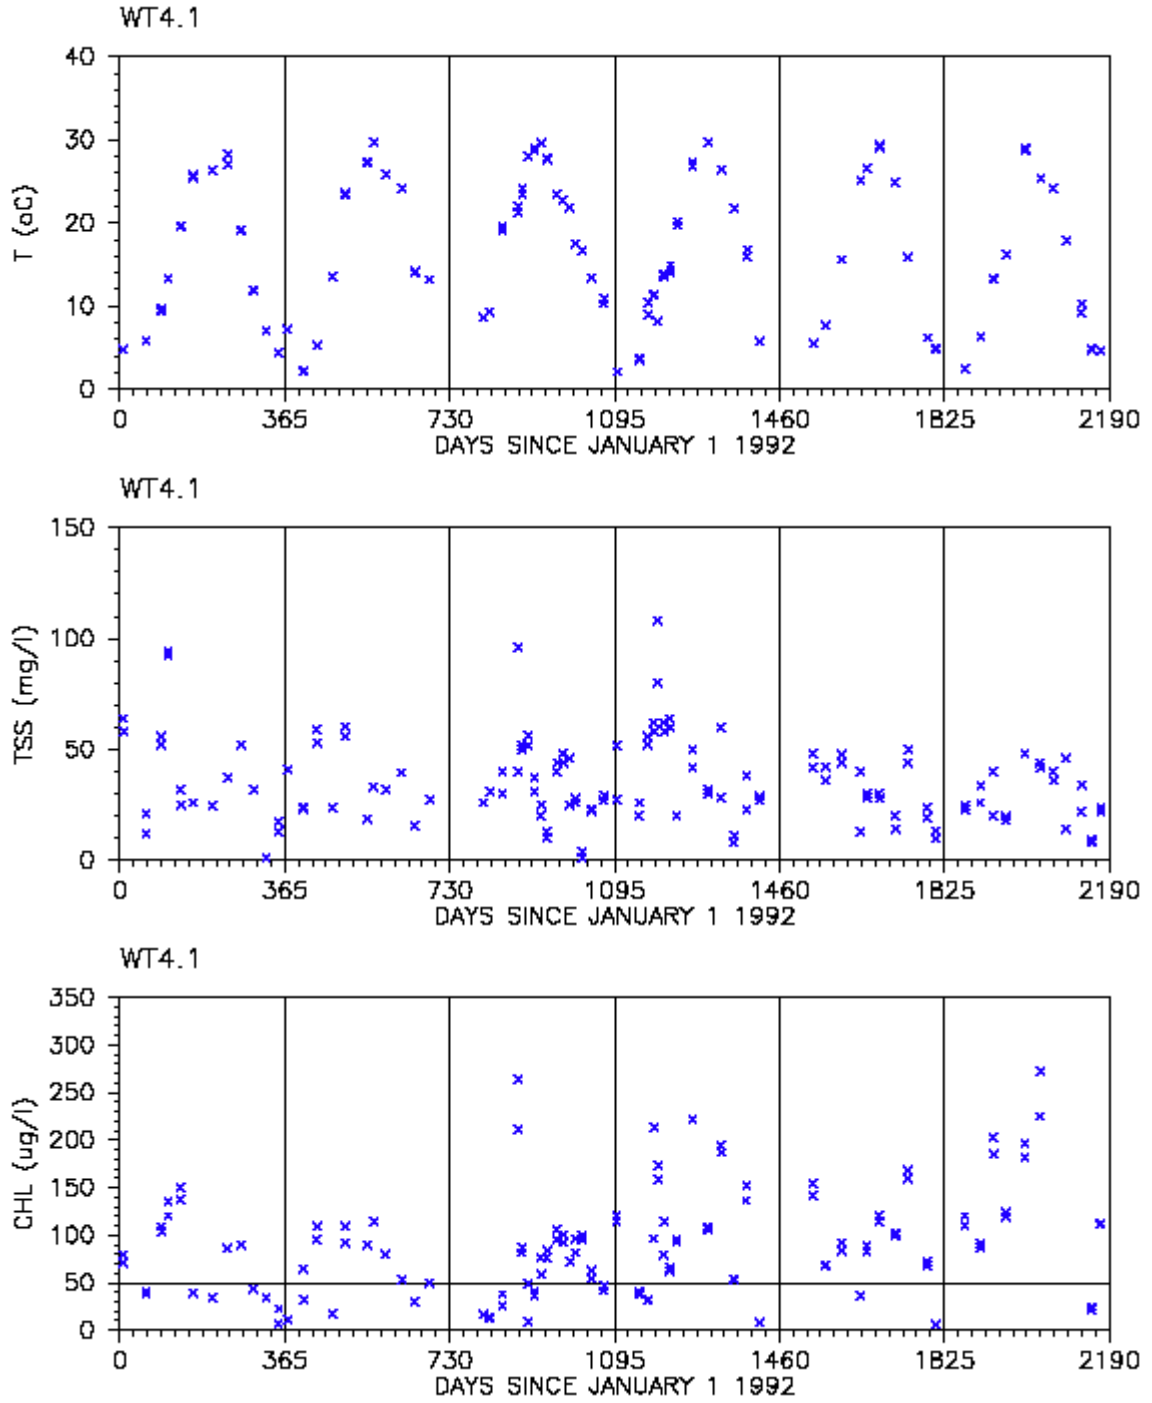 WT4.1
40
30
20
10
0
T (oC)
0 365 730 1095 1460 1825 2190
DAYS SINCE JANUARY 1 1992
WT4.1
150
100
50
0
TSS (mg/l)
0 365 730 1095 1460 1825 2190
DAYS SINCE JANUARY 1 1992
WT4.1
350
300
250
200
150
100
50
0
CHL (ug/l)
0 365 730 1095 1460 1825 2190
DAYS SINCE JANUARY 1 1992